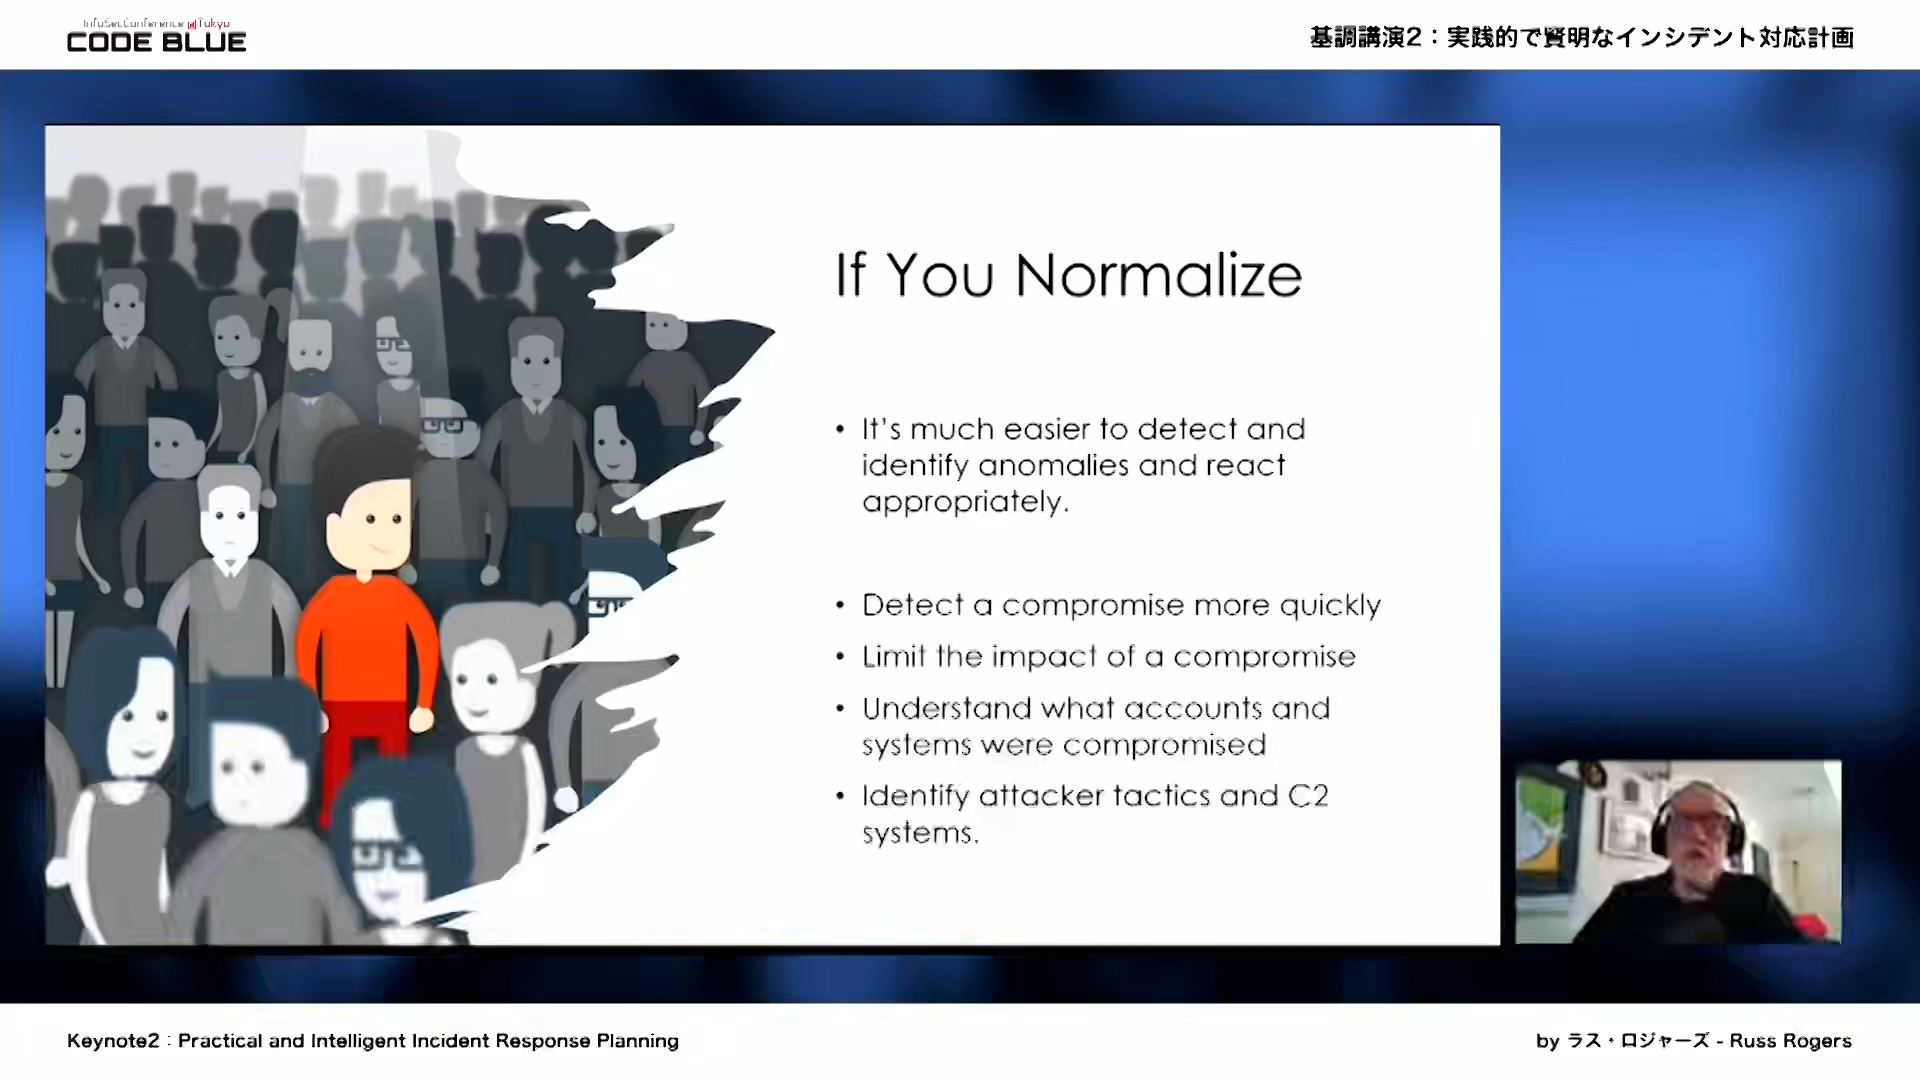 InfoSecConference@Tokyo
CODE BLUE
基調講演2：実践的で賢明なインシデント対応計画
If You Normalize
• It's much easier to detect and
identify anomalies and react
appropriately.
• Detect a compromise more quickly
• Limit the impact of a compromise
• Understand what accounts and
systems were compromised
• Identify attacker tactics and C2
systems.
Keynote2 : Practical and Intelligent Incident Response Planning
by ラス・ロジャーズ - Russ Rogers